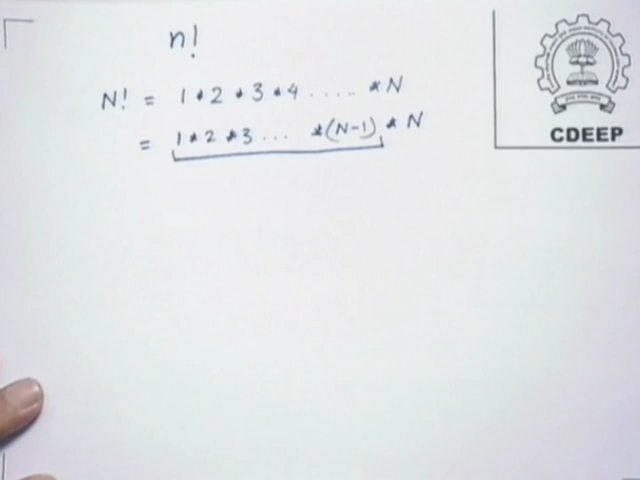 n!
N! = 1 * 2 * 3 * 4 ..... * N
= 1 * 2 * 3 ... * (N-1) * N
CDEEP